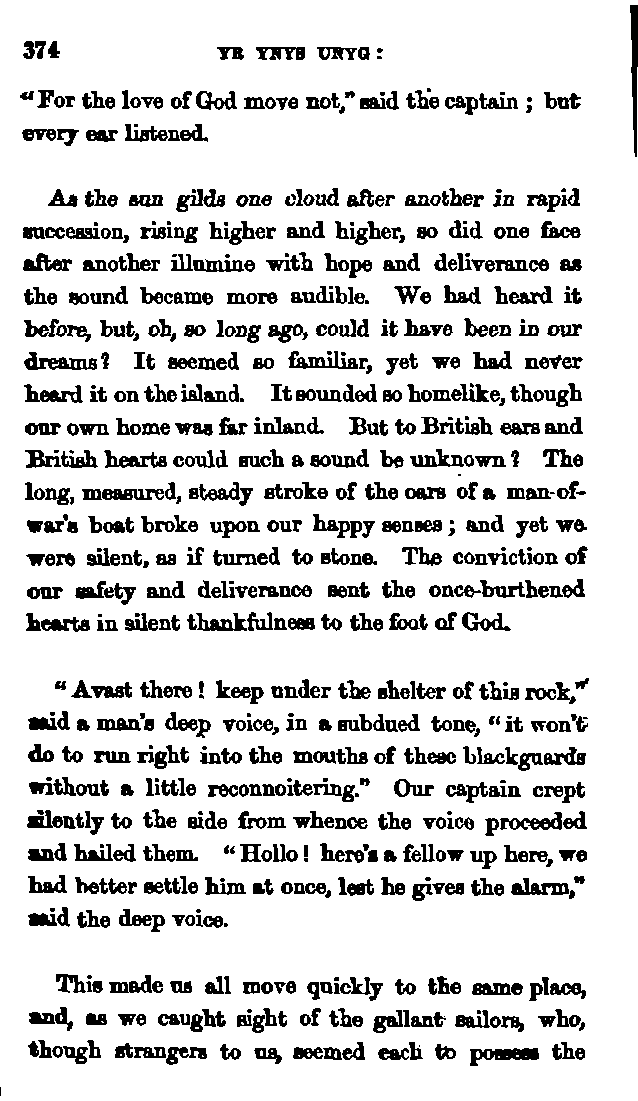 374 YR YNYS UNYG:
“For the love of God move not,” said the captain ; but
every ear listened.
As the sun gilds one cloud after another in rapid
succession, rising higher and higher, so did one face
after another illumine with hope and deliverance as
the sound became more audible. We had heard it
before, but, oh, so long ago, could it have been in our
dreams? It seemed so familiar, yet we had never
heard it on the island. It sounded so homelike, though
our own home was far inland. But to British ears and
British hearts could such a sound be unknown? The
long, measured, steady stroke of the oars of a man-of-
war's boat broke upon our happy senses ; and yet we
were silent, as if turned to stone. The conviction of
our safety and deliverance sent the once-burthened
hearts in silent thankfulness to the foot of God.
“Avast there! keep under the shelter of this rock,”
said a man's deep voice, in a subdued tone, “it won't
do to run right into the mouths of these blackguards
without a little reconnoitering.” Our captain crept
silently to the side from whence the voice proceeded
and hailed them. “Hollo! here's a fellow up here, we
had better settle him at once, lest he gives the alarm,”
said the deep voice.
This made us all move quickly to the same place,
and, as we caught sight of the gallant sailors, who,
though strangers to us, seemed each to possess the